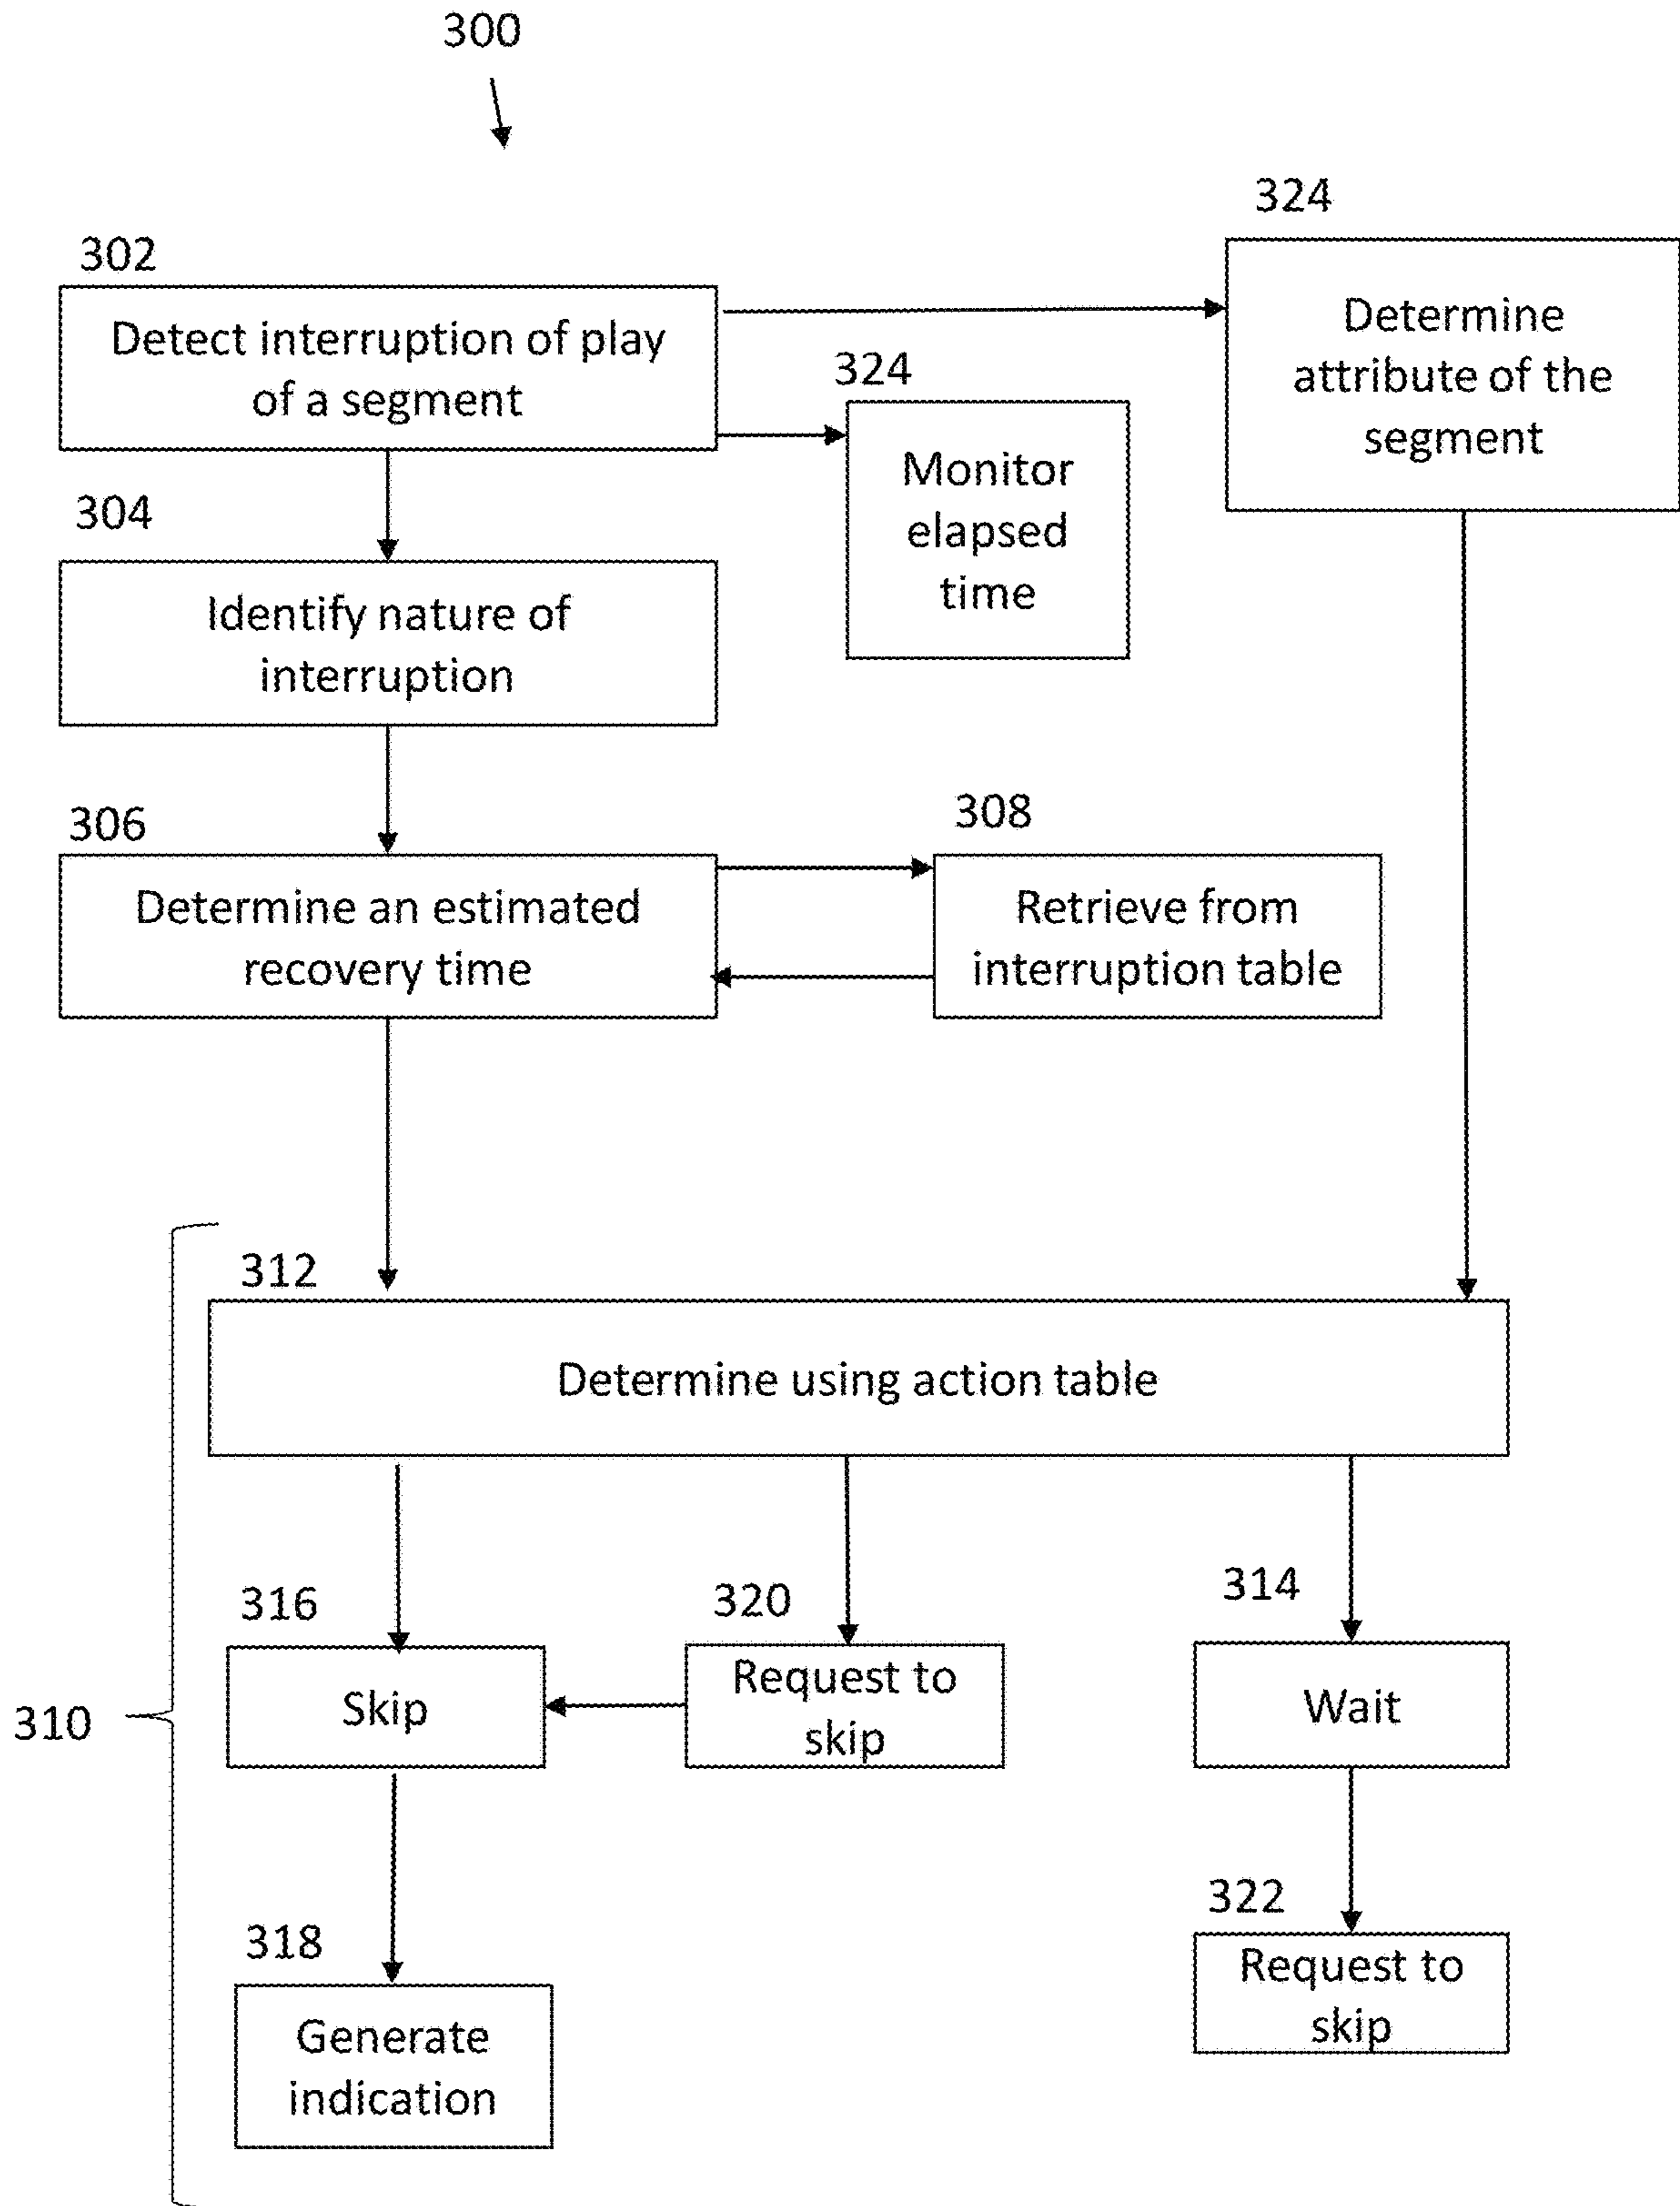 300
324
302
Determine
attribute of the
segment
Detect interruption of play
of a segment
324
Monitor
elapsed
time
304
Identify nature of
interruption
306
308
Determine an estimated
recovery time
Retrieve from
interruption table
312
Determine using action table
316
320
314
Skip
Request to
skip
Wait
310
318
322
Generate
indication
Request to
skip